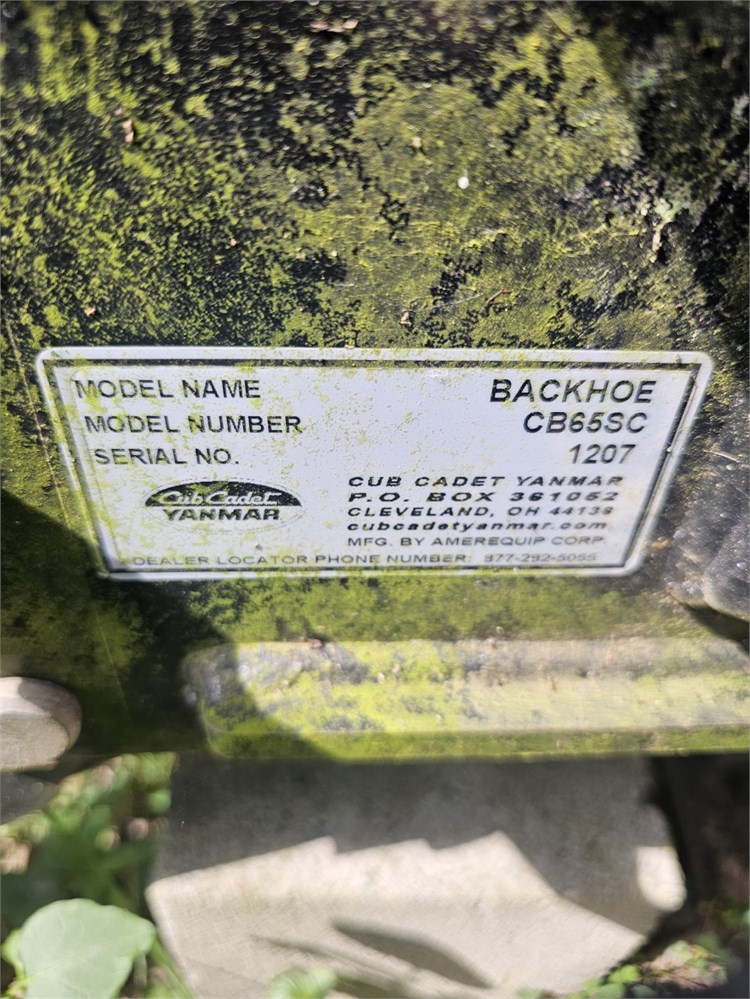 MODEL NAME BACKHOE
MODEL NUMBER CB65SC
SERIAL NO. 1207
Cub Cadet
YANMAR
CUB CADET YANMAR
P.O. BOX 361052
CLEVELAND, OH 44136
cubcadetyanmar.com
MFG. BY AMEREQUIP CORP.
DEALER LOCATOR PHONE NUMBER: 877-292-5055